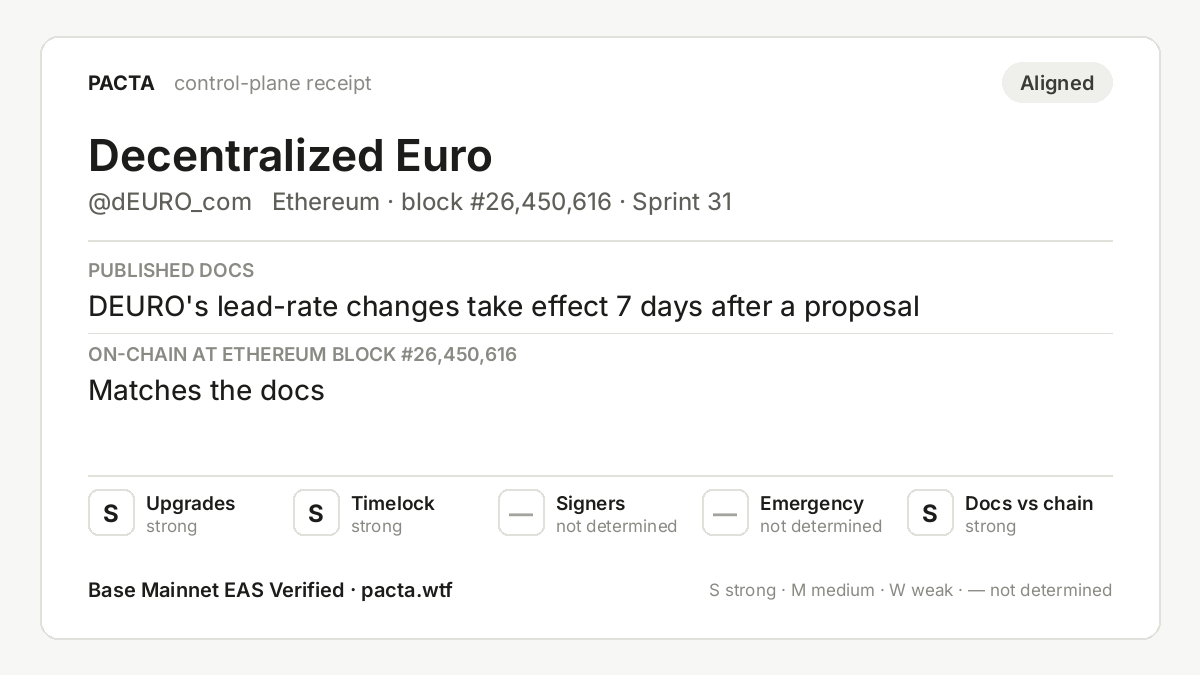 PACTA control-plane receipt
Aligned
Decentralized Euro
@dEURO_com Ethereum · block #26,450,616 · Sprint 31
PUBLISHED DOCS
DEURO's lead-rate changes take effect 7 days after a proposal
ON-CHAIN AT ETHEREUM BLOCK #26,450,616
Matches the docs
S Upgrades strong
S Timelock strong
— Signers not determined
— Emergency not determined
S Docs vs chain strong
Base Mainnet EAS Verified · pacta.wtf
S strong · M medium · W weak · — not determined